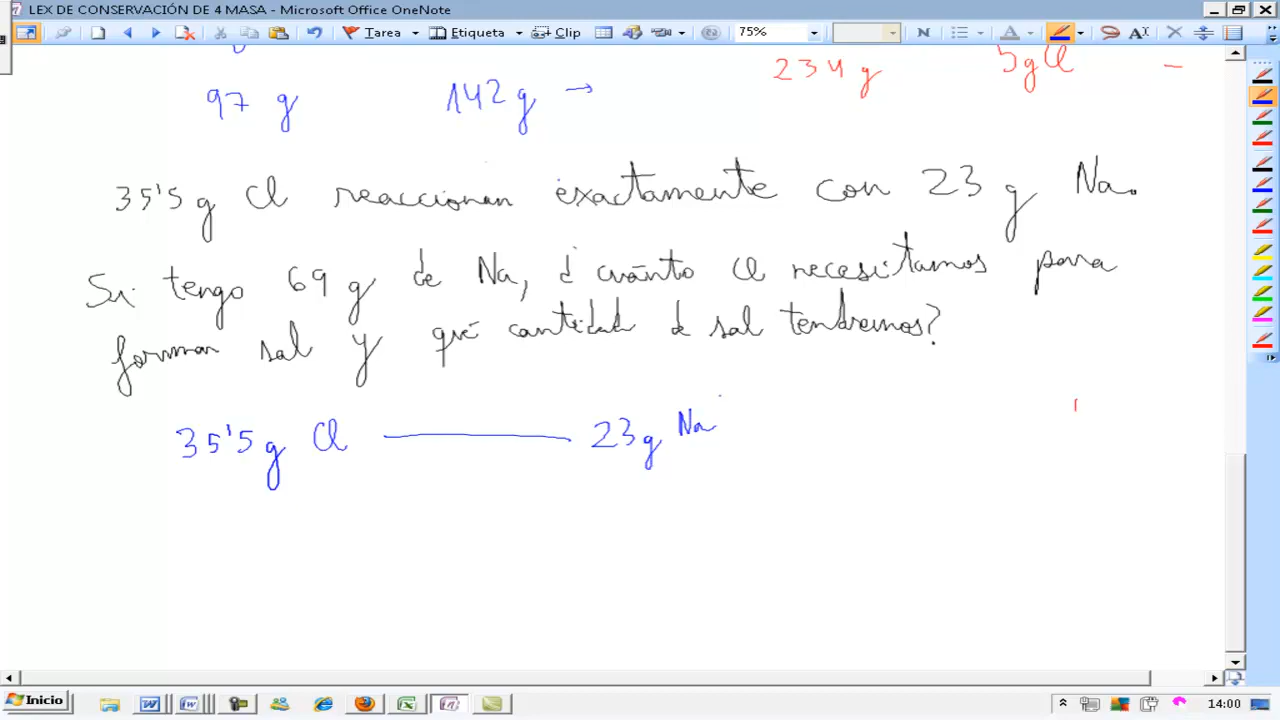 LEX DE CONSERVACIÓN DE 4 MASA - Microsoft Office OneNote
Tarea Etiqueta Clip 75% N A
234 g 5 g Cl -
97 g 142 g →
35'5 g Cl reaccionan exactamente con 23 g Na.
Si tengo 69 g de Na, ¿cuánto Cl necesitamos para
formar sal y qué cantidad d sal tendremos?
35'5 g Cl 23 g Na
Inicio 14:00